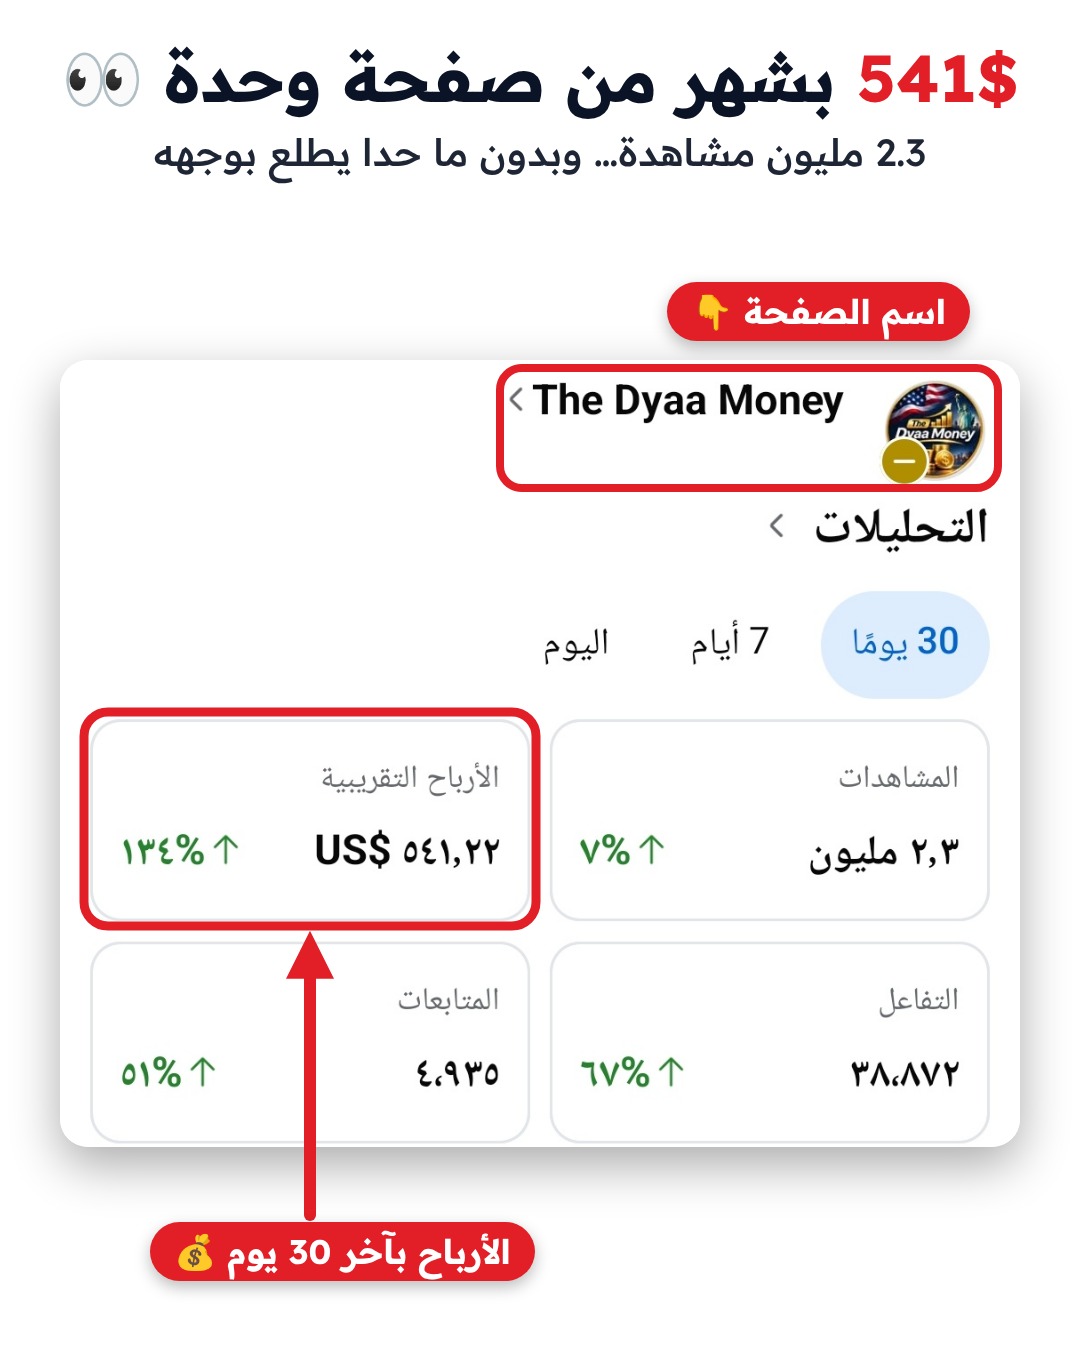 541$ بشهر من صفحة وحدة 👀
2.3 مليون مشاهدة... وبدون ما حدا يطلع بوجهه
اسم الصفحة 👇
The Dyaa Money
The
Dyaa Money
التحليلات
30 يومًا
7 أيام
اليوم
المشاهدات
٢,٣ مليون
٧%
الأرباح التقريبية
US$ ٥٤١,٢٢
١٣٤%
التفاعل
٣٨،٨٧٢
٦٧%
المتابعات
٤،٩٣٥
٥١%
الأرباح بآخر 30 يوم 💰